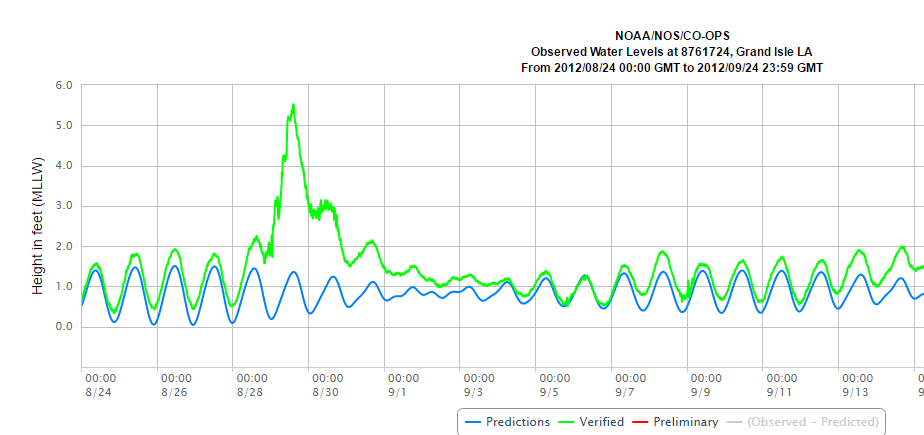 NOAA/NOS/CO-OPS
Observed Water Levels at 8761724, Grand Isle LA
From 2012/08/24 00:00 GMT to 2012/09/24 23:59 GMT
6.0
5.0
4.0
3.0
2.0
1.0
0.0
Height in feet (MLLW)
00:00 00:00 00:00 00:00 00:00 00:00 00:00 00:00 00:00 00:00 00:00 0
8/24 8/26 8/28 8/30 9/1 9/3 9/5 9/7 9/9 9/11 9/13 9
Predictions Verified Preliminary (Observed - Predicted)